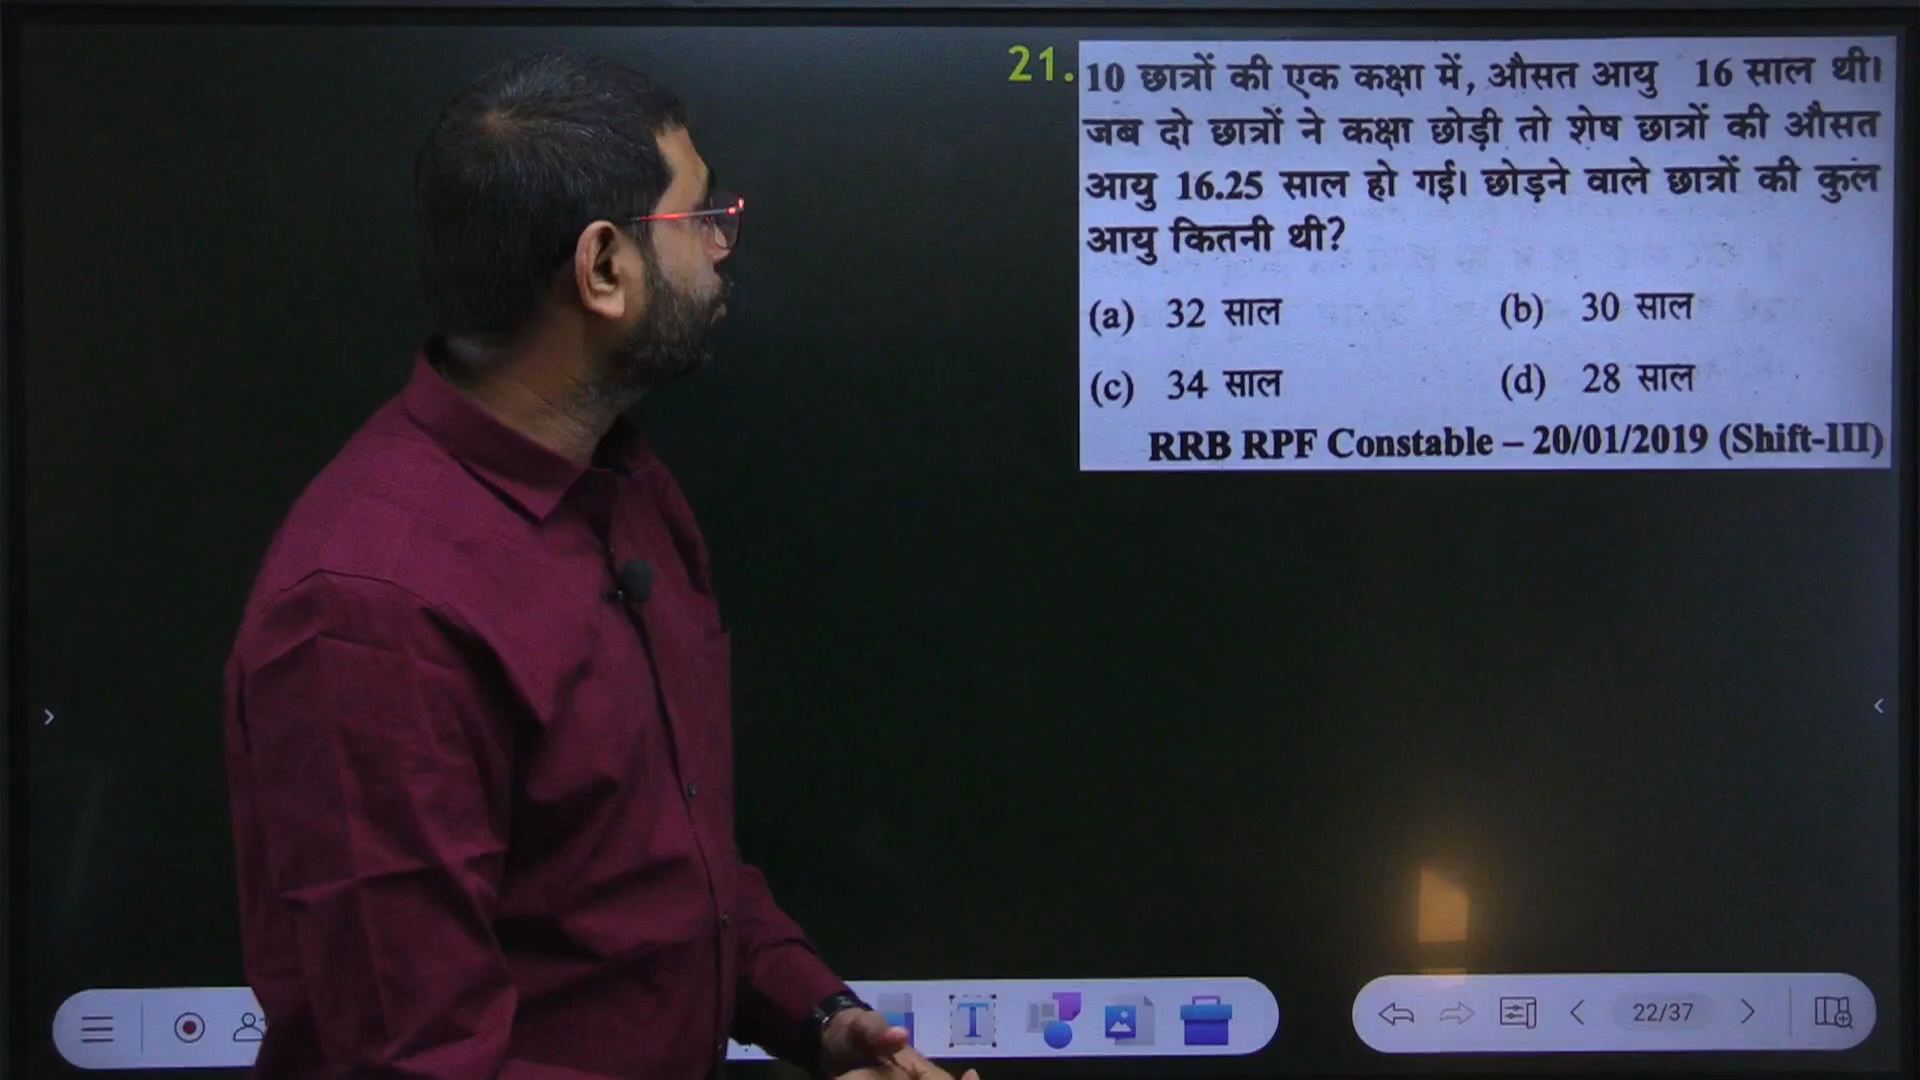 21.
10 छात्रों की एक कक्षा में, औसत आयु 16 साल थी।
जब दो छात्रों ने कक्षा छोड़ी तो शेष छात्रों की औसत
आयु 16.25 साल हो गई। छोड़ने वाले छात्रों की कुल
आयु कितनी थी?
(a) 32 साल (b) 30 साल
(c) 34 साल (d) 28 साल
RRB RPF Constable – 20/01/2019 (Shift-III)
T
22/37